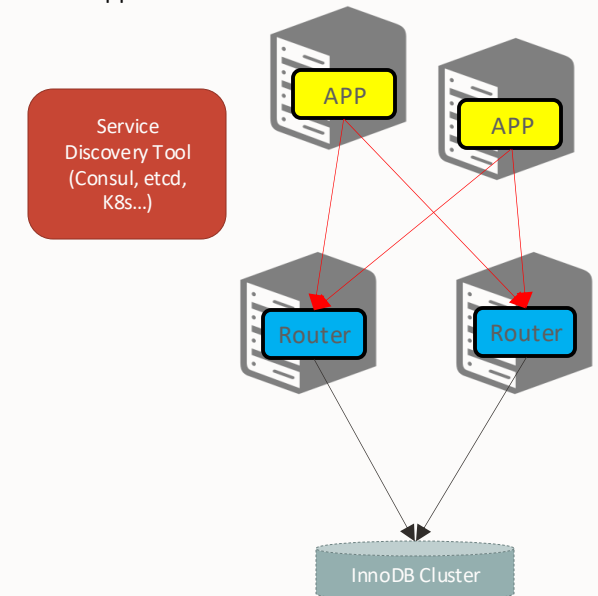 APP
APP
Service
Discovery Tool
(Consul, etcd,
K8s...)
Router
Router
InnoDB Cluster